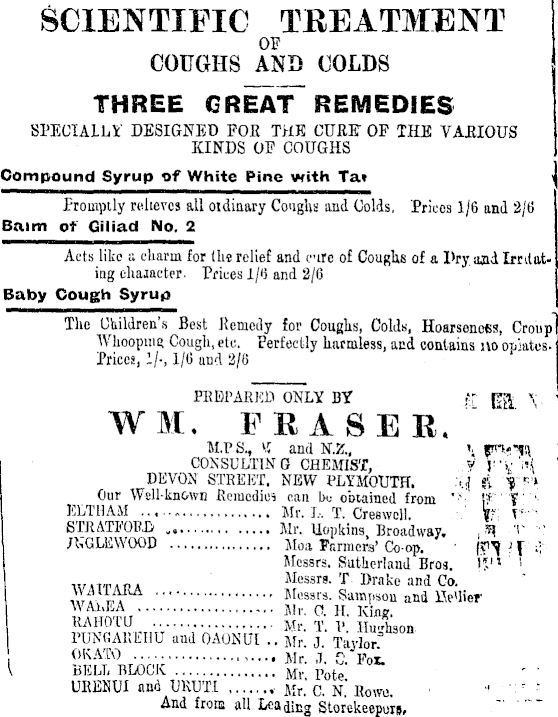 SCIENTIFIC TREATMENT
OF
COUGHS AND COLDS
THREE GREAT REMEDIES
SPECIALLY DESIGNED FOR THE CURE OF THE VARIOUS
KINDS OF COUGHS
Compound Syrup of White Pine with Tar
Promptly relieves all ordinary Coughs and Colds. Prices 1/6 and 2/6
Balm of Giliad No. 2
Acts like a charm for the relief and cure of Coughs of a Dry and Irritat-
ing character. Prices 1/6 and 2/6
Baby Cough Syrup
The Children's Best Remedy for Coughs, Colds, Hoarseness, Croup
Whooping Cough, etc. Perfectly harmless, and contains no opiates.
Prices, 1/-, 1/6 and 2/6
PREPARED ONLY BY
WM. FRASER.
M.P.S., and N.Z.,
CONSULTING CHEMIST,
DEVON STREET, NEW PLYMOUTH.
Our Well-known Remedies can be obtained from
ELTHAM ................ Mr. L. T. Creswell.
STRATFORD ............... Mr. Hopkins, Broadway.
INGLEWOOD ............... Moa Farmers' Co-op.
Messrs. Sutherland Bros.
Messrs. T. Drake and Co.
WAITARA ................. Messrs. Sampson and Mellier
WAREA .................... Mr. C. H. King.
RAHOTU .................. Mr. T. P. Hughson
PUNGAREHU and OAONUI .. Mr. J. Taylor.
OKATO .................... Mr. J. C. Fox.
BELL BLOCK ............... Mr. Pote.
URENUI and URUTI ....... Mr. C. N. Rowe.
And from all Leading Storekeepers.